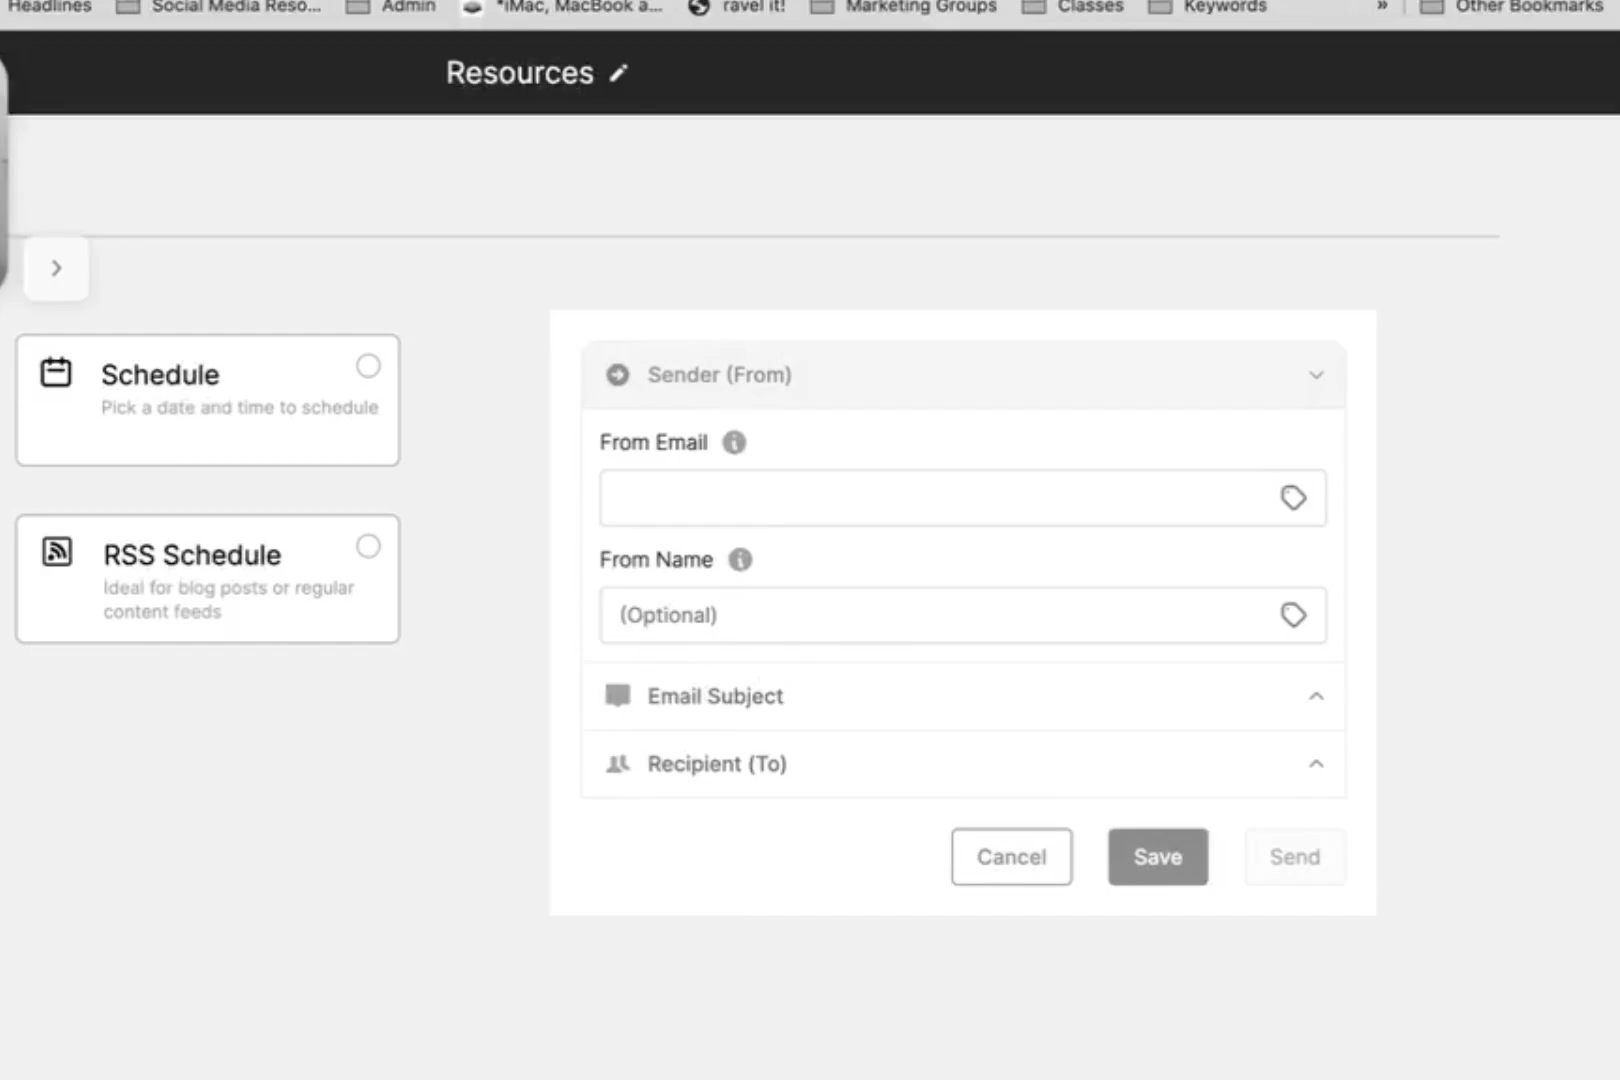 Headlines
Social Media Reso...
Admin
*iMac, MacBook a...
ravel it!
Marketing Groups
Classes
Keywords
»
Other Bookmarks
Resources
Schedule
Pick a date and time to schedule
RSS Schedule
Ideal for blog posts or regular
content feeds
Sender (From)
From Email
From Name
(Optional)
Email Subject
Recipient (To)
Cancel
Save
Send